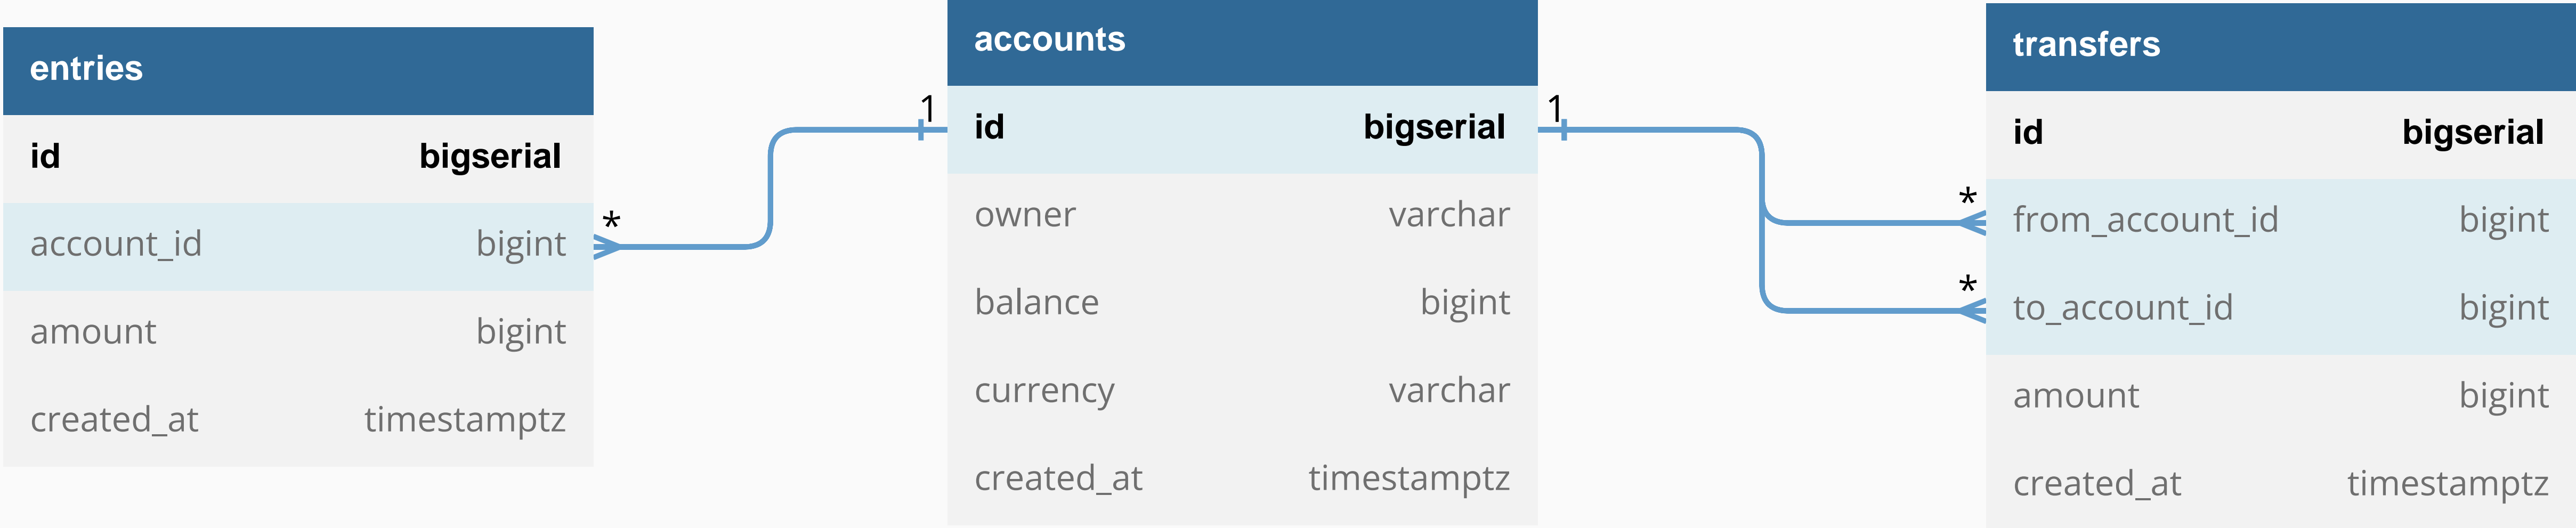 entries
id bigserial
account_id bigint
amount bigint
created_at timestamptz
*
1
accounts
id bigserial
owner varchar
balance bigint
currency varchar
created_at timestamptz
1
*
*
transfers
id bigserial
from_account_id bigint
to_account_id bigint
amount bigint
created_at timestamptz